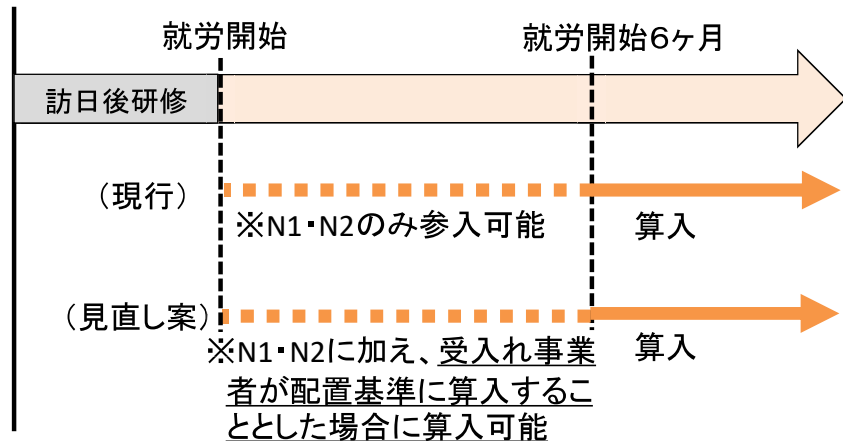 就労開始
就労開始6ヶ月
訪日後研修
（現行）
※N1・N2のみ参入可能
算入
（見直し案）
※N1・N2に加え、受入れ事業
者が配置基準に算入するこ
ととした場合に算入可能
算入